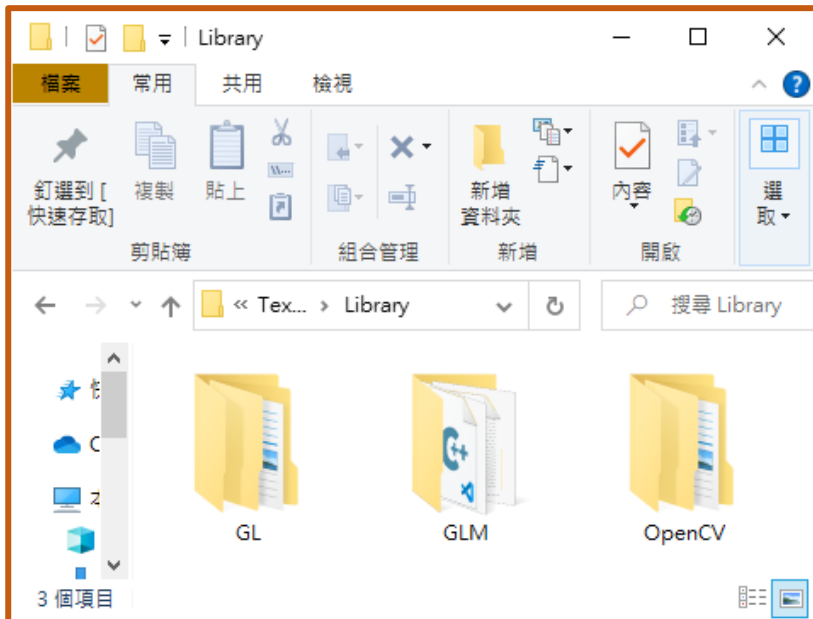 Library
檔案 常用 共用 檢視
釘選到 [
快速存取]
複製
貼上
剪貼簿
組合管理
新增
資料夾
新增
內容
開啟
選
取
« Tex... › Library
搜尋 Library
GL
GLM
C++
OpenCV
3 個項目